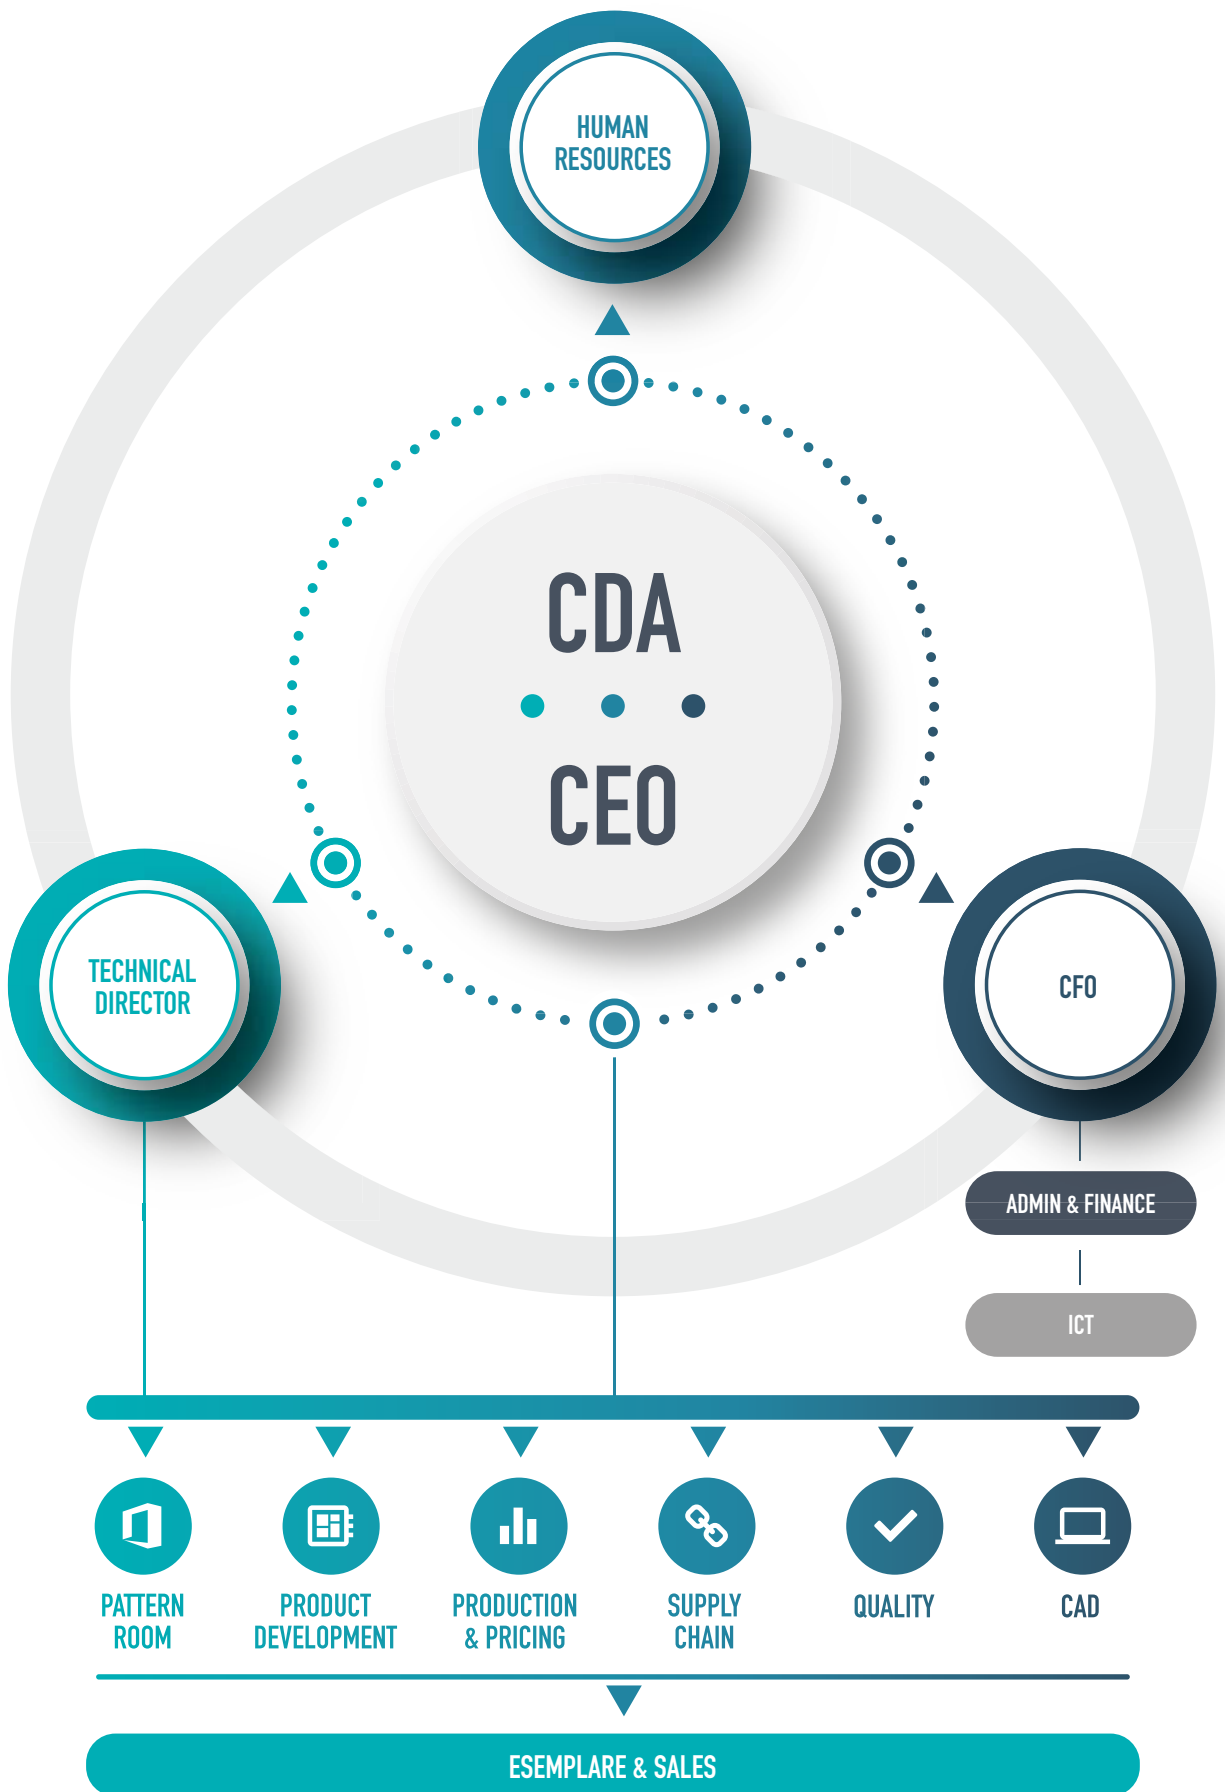 HUMAN
RESOURCES
CDA
CEO
TECHNICAL
DIRECTOR
CFO
ADMIN & FINANCE
ICT
PATTERN
ROOM
PRODUCT
DEVELOPMENT
PRODUCTION
& PRICING
SUPPLY
CHAIN
QUALITY
CAD
ESEMPLARE & SALES